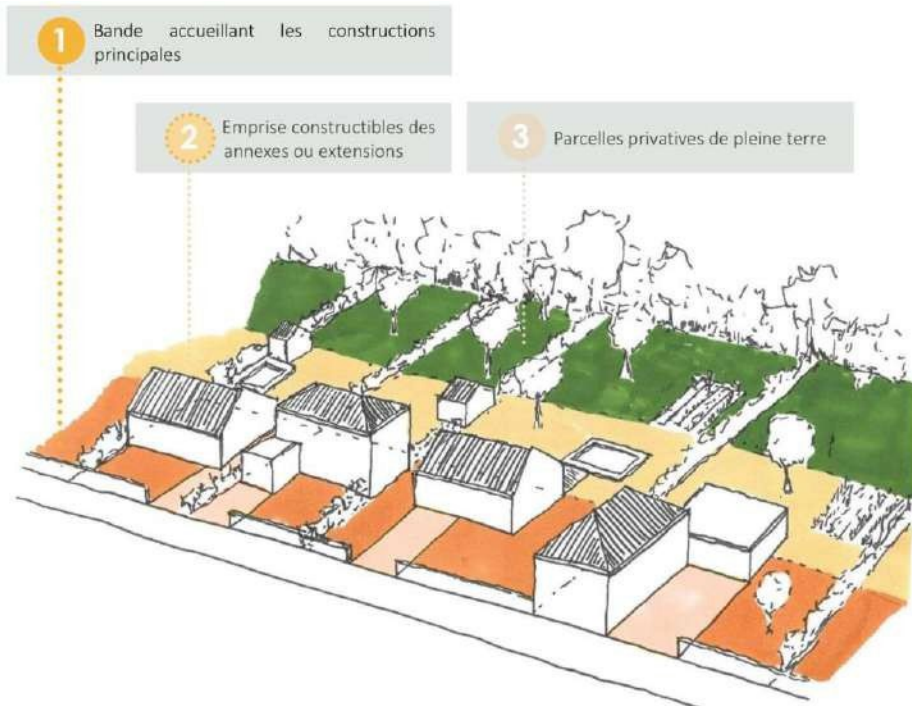 1
Bande accueillant les constructions
principales
2
Emprise constructibles des
annexes ou extensions
3
Parcelles privatives de pleine terre